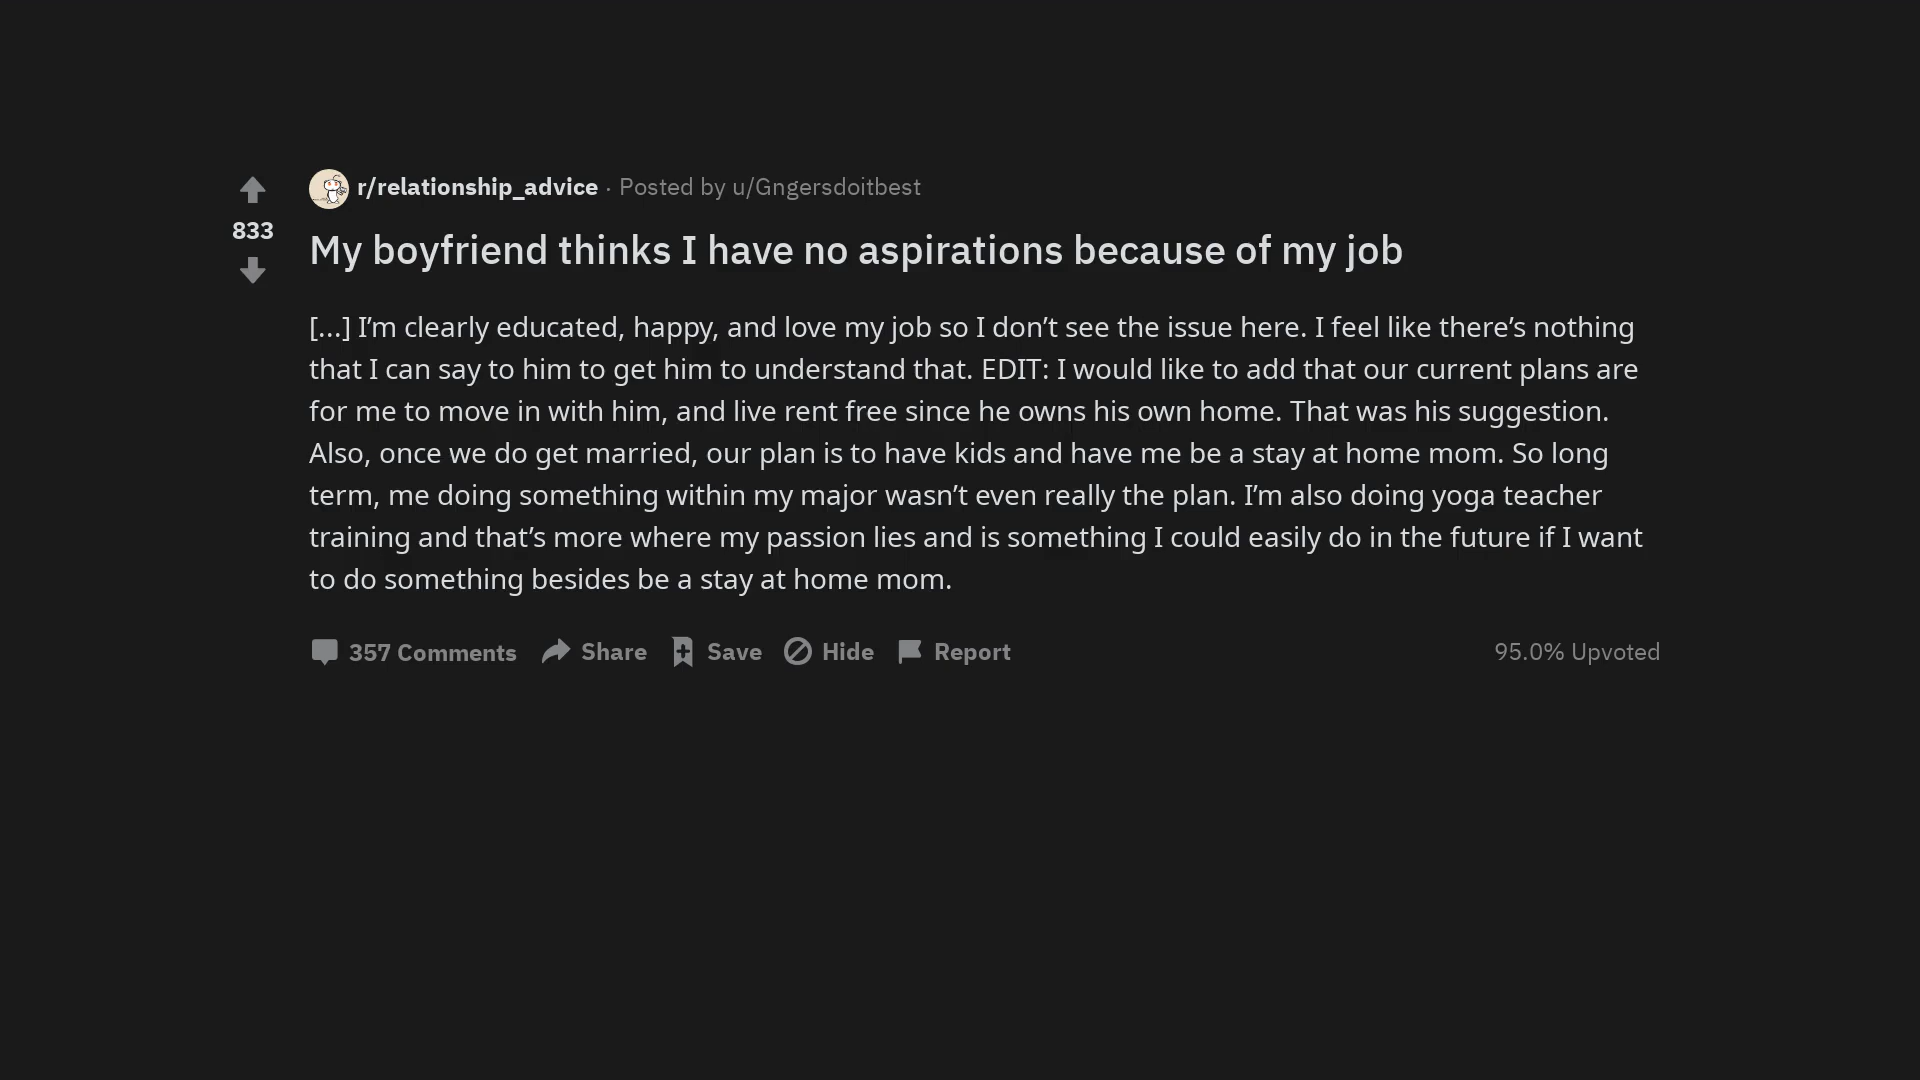 r/relationship_advice · Posted by u/Gngersdoitbest
833
My boyfriend thinks I have no aspirations because of my job
[...] I’m clearly educated, happy, and love my job so I don’t see the issue here. I feel like there’s nothing
that I can say to him to get him to understand that. EDIT: I would like to add that our current plans are
for me to move in with him, and live rent free since he owns his own home. That was his suggestion.
Also, once we do get married, our plan is to have kids and have me be a stay at home mom. So long
term, me doing something within my major wasn’t even really the plan. I’m also doing yoga teacher
training and that’s more where my passion lies and is something I could easily do in the future if I want
to do something besides be a stay at home mom.
357 Comments Share Save Hide Report 95.0% Upvoted